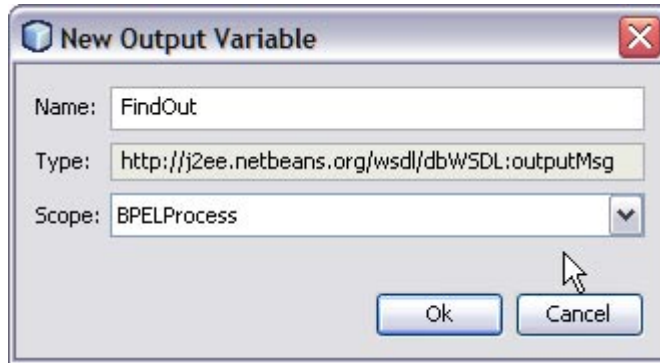 New Output Variable
Name: FindOut
Type: http://j2ee.netbeans.org/wsdl/dbWSDL:outputMsg
Scope: BPELProcess
Ok Cancel